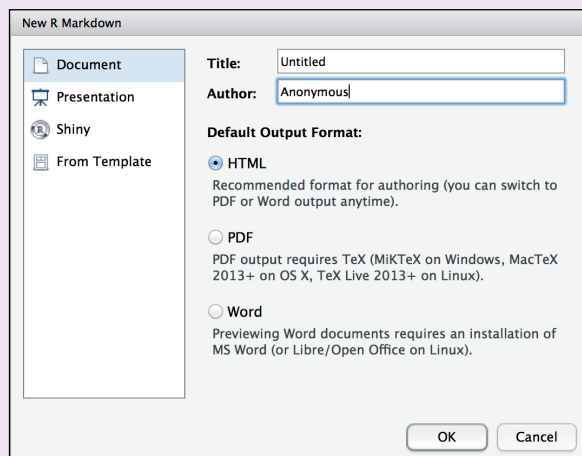 New R Markdown
Document
Presentation
Shiny
From Template
Title: Untitled
Author: Anonymous
Default Output Format:
HTML
Recommended format for authoring (you can switch to
PDF or Word output anytime).
PDF
PDF output requires TeX (MiKTeX on Windows, MacTeX
2013+ on OS X, TeX Live 2013+ on Linux).
Word
Previewing Word documents requires an installation of
MS Word (or Libre/Open Office on Linux).
OK Cancel